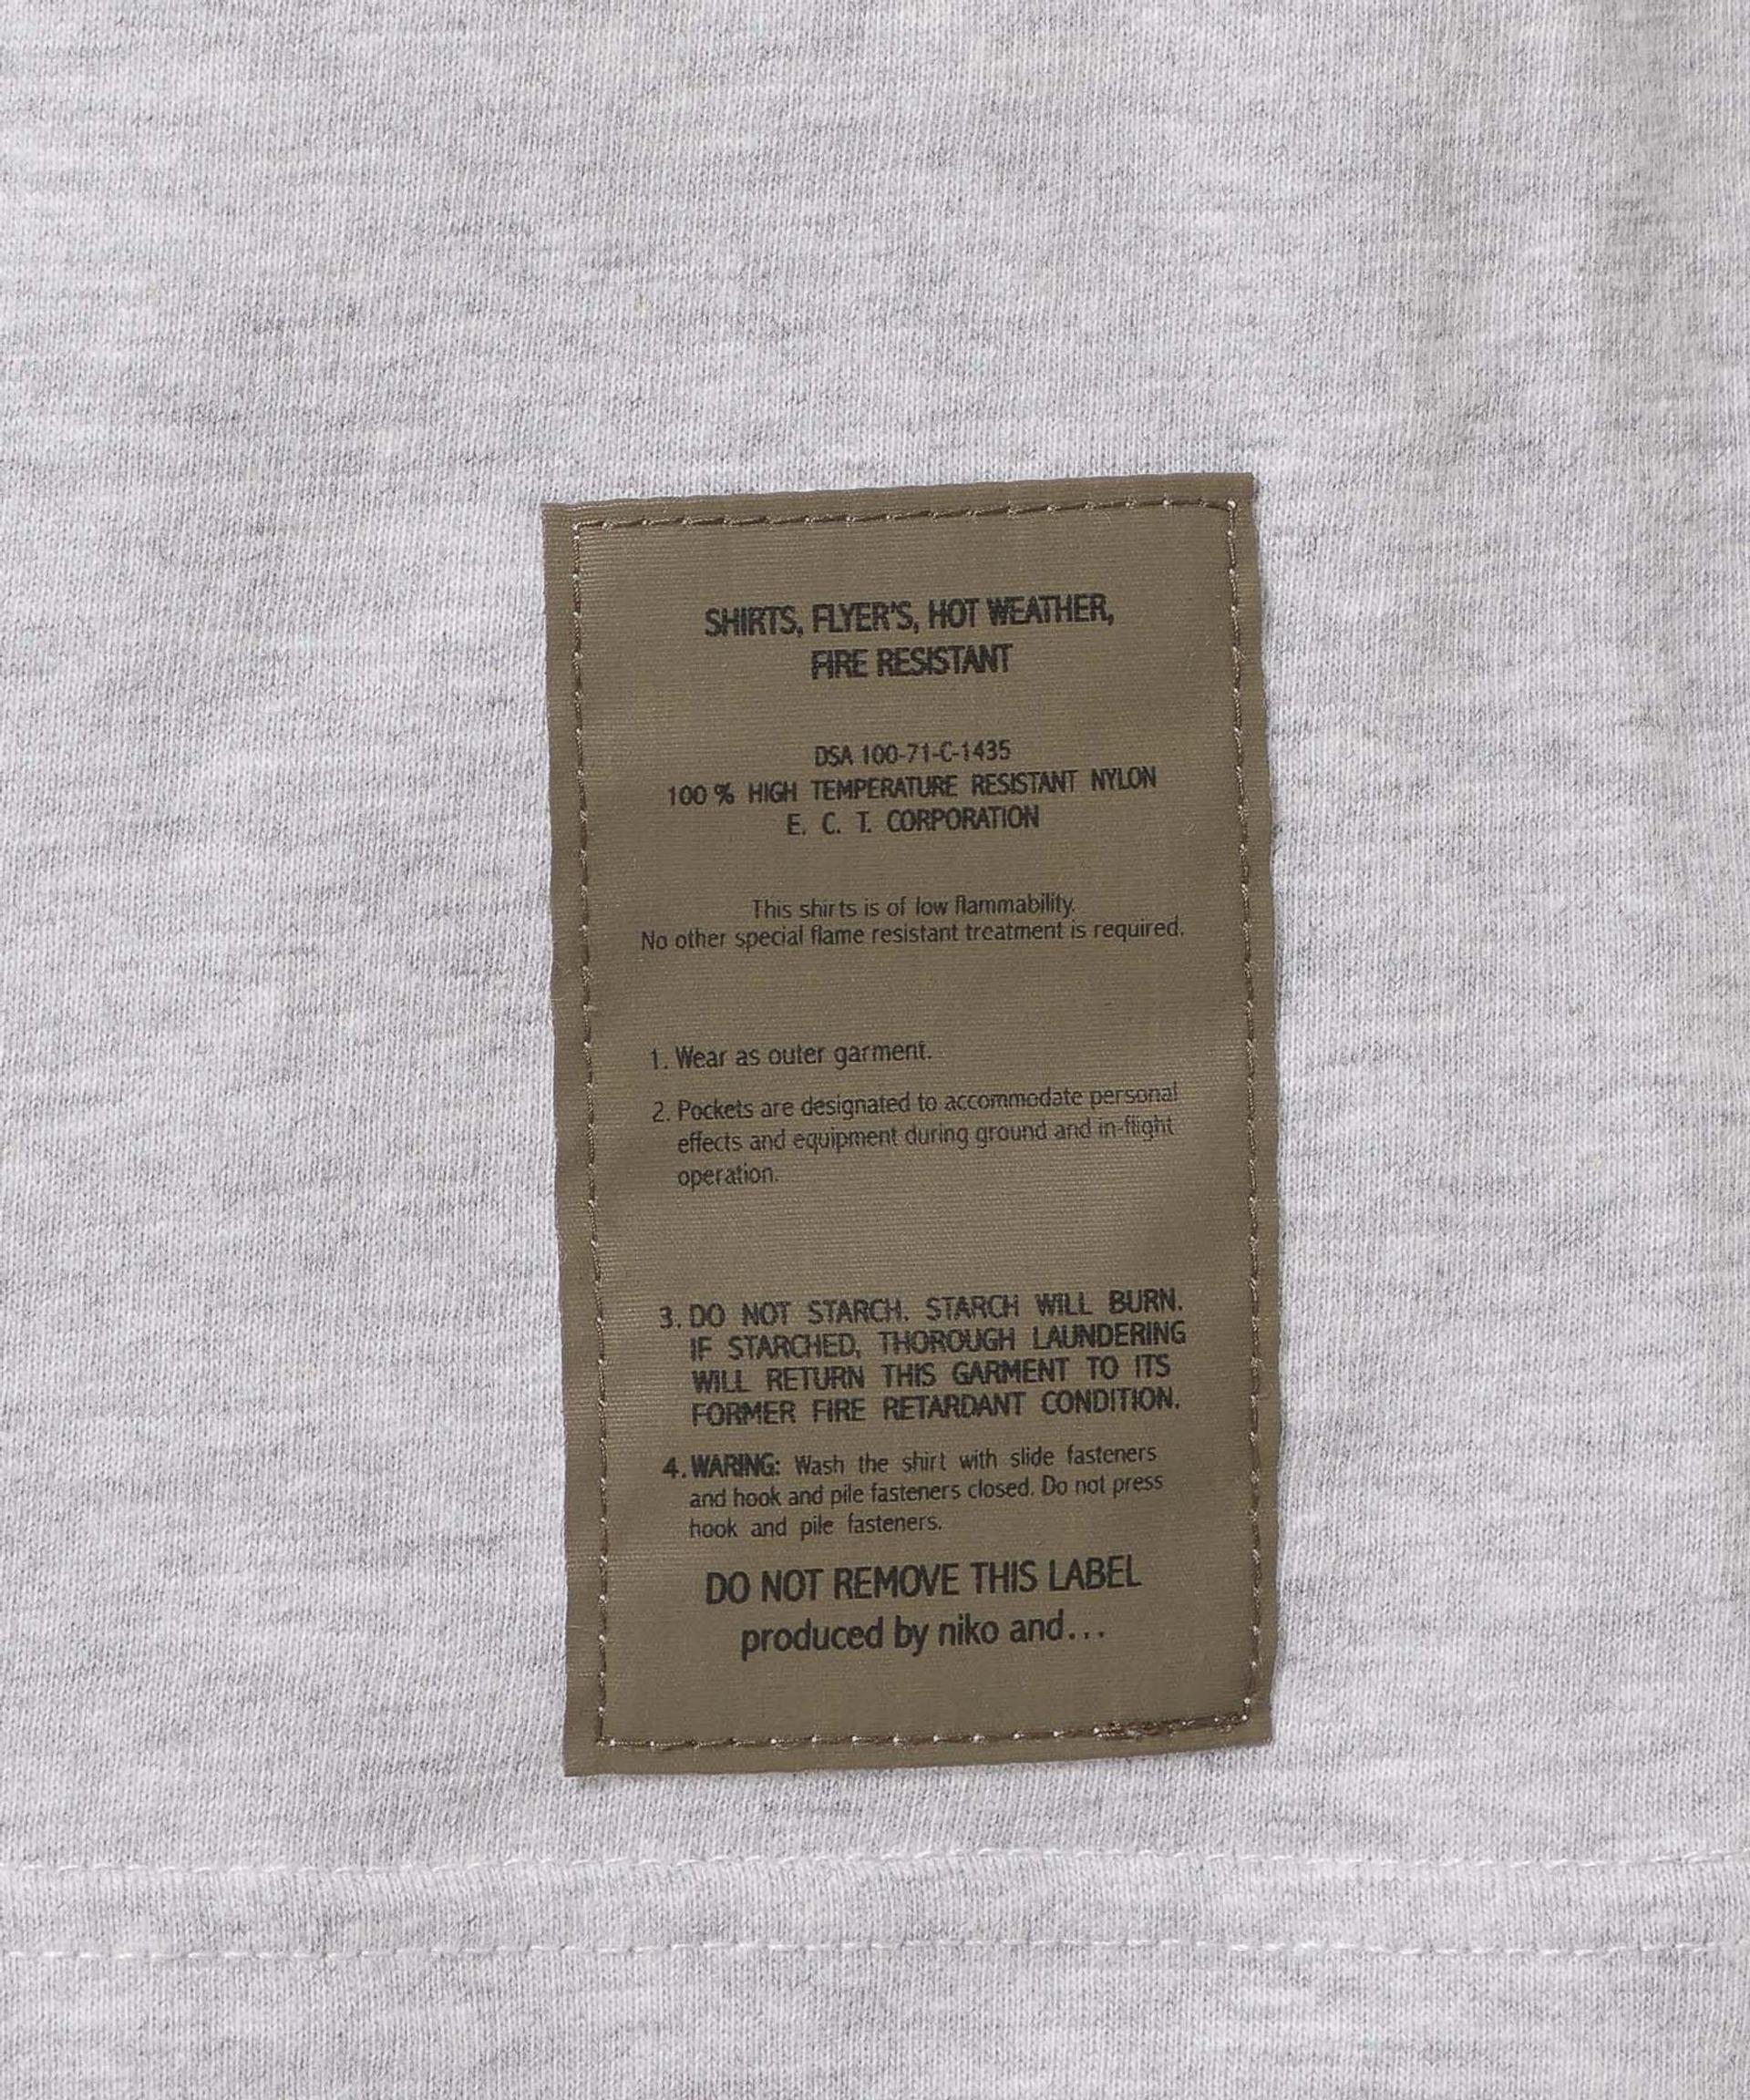 SHIRTS, FLYER'S, HOT WEATHER,
FIRE RESISTANT
DSA 100-71-C-1435
100 % HIGH TEMPERATURE RESISTANT NYLON
E. C. T. CORPORATION
This shirts is of low flammability.
No other special flame resistant treatment is required.
1. Wear as outer garment.
2. Pockets are designated to accommodate personal
effects and equipment during ground and in-flight
operation.
3. DO NOT STARCH. STARCH WILL BURN.
IF STARCHED, THOROUGH LAUNDERING
WILL RETURN THIS GARMENT TO ITS
FORMER FIRE RETARDANT CONDITION.
4. WARING: Wash the shirt with slide fasteners
and hook and pile fasteners closed. Do not press
hook and pile fasteners.
DO NOT REMOVE THIS LABEL
produced by niko and...